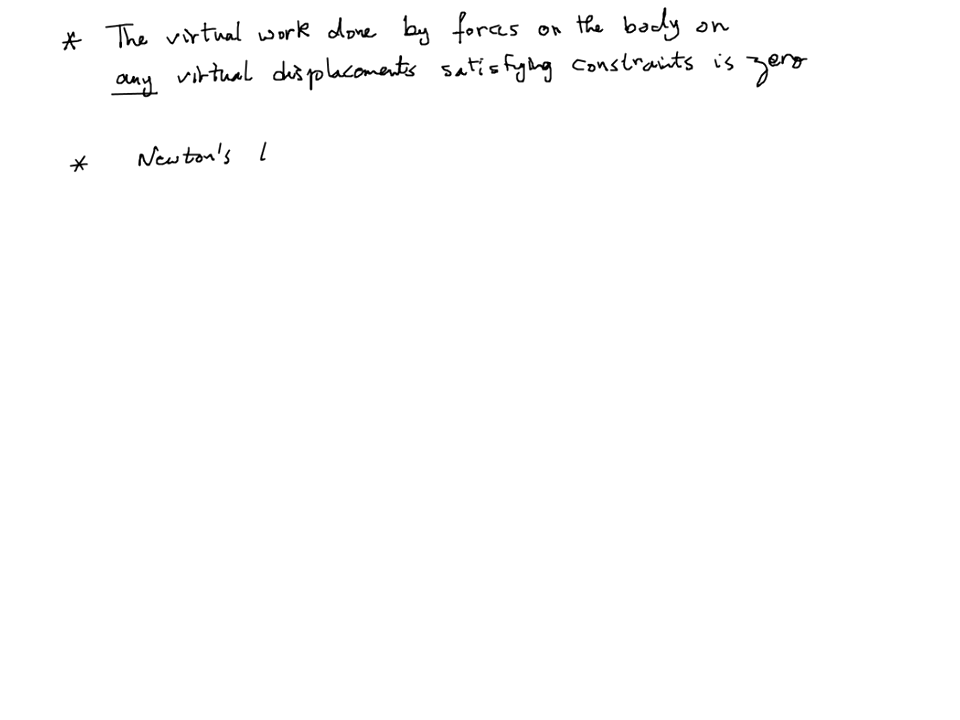 * The virtual work done by forces on the body on
any virtual displacements satisfying constraints is zero
* Newton's l